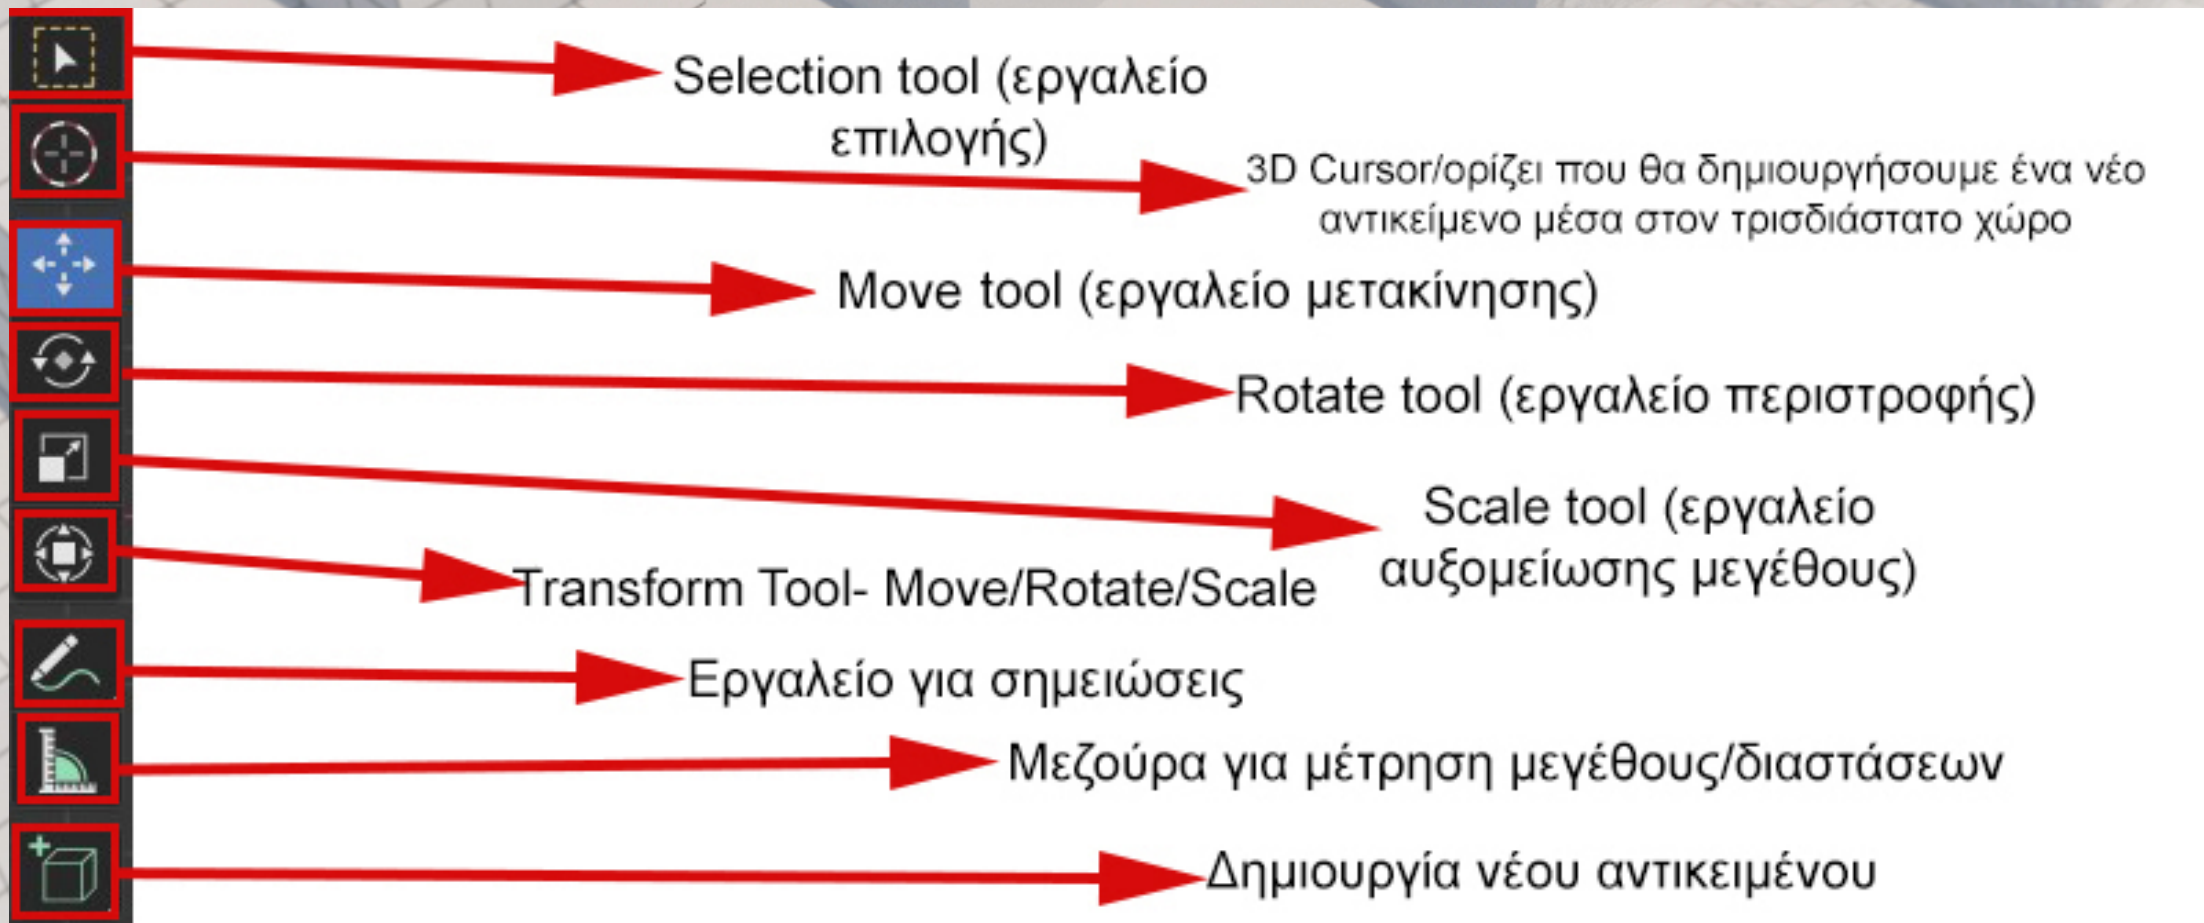 Selection tool (εργαλείο
επιλογής)
3D Cursor/ορίζει που θα δημιουργήσουμε ένα νέο
αντικείμενο μέσα στον τρισδιάστατο χώρο
Move tool (εργαλείο μετακίνησης)
Rotate tool (εργαλείο περιστροφής)
Scale tool (εργαλείο
αυξομείωσης μεγέθους)
Transform Tool- Move/Rotate/Scale
Εργαλείο για σημειώσεις
Μεζούρα για μέτρηση μεγέθους/διαστάσεων
Δημιουργία νέου αντικειμένου